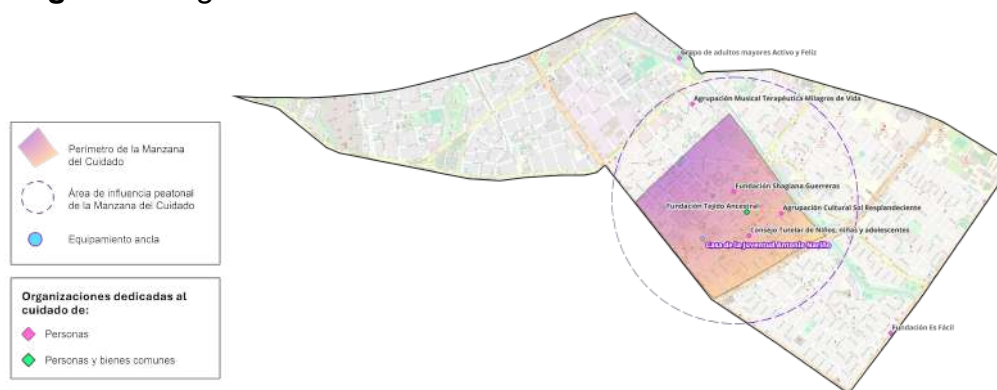 Perímetro de la Manzana
del Cuidado
Área de influencia peatonal
de la Manzana del Cuidado
Equipamiento ancla
Organizaciones dedicadas al
cuidado de:
Personas
Personas y bienes comunes
Grupo de adultos mayores Activo y Feliz
Agrupación Musical Terapéutica Milagros de Vida
Fundación Shagiana Guerreras
Fundación Tejido Ancestral
Agrupación Cultural Sol Resplandeciente
Consejo Tutelar de Niños, niñas y adolescentes
Casa de la Juventud Antonio Nariño
Fundación Es Fácil